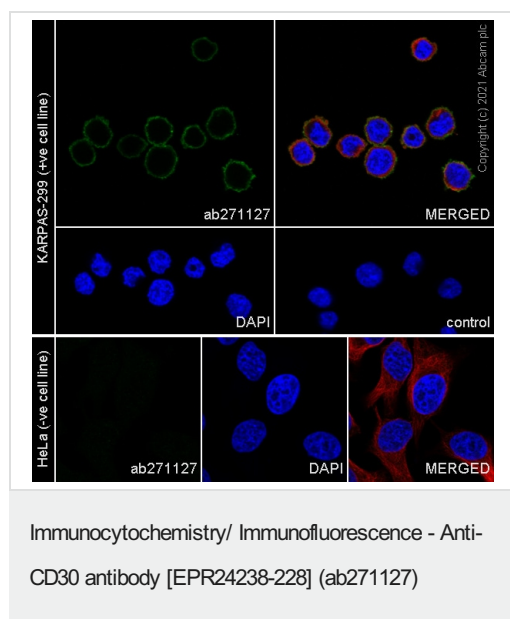 KARPAS-299 (+ve cell line)
ab271127
MERGED
Copyright (c) 2021 Abcam plc
DAPI
control
HeLa (-ve cell line)
ab271127
DAPI
MERGED
Immunocytochemistry/ Immunofluorescence - Anti-
CD30 antibody [EPR24238-228] (ab271127)